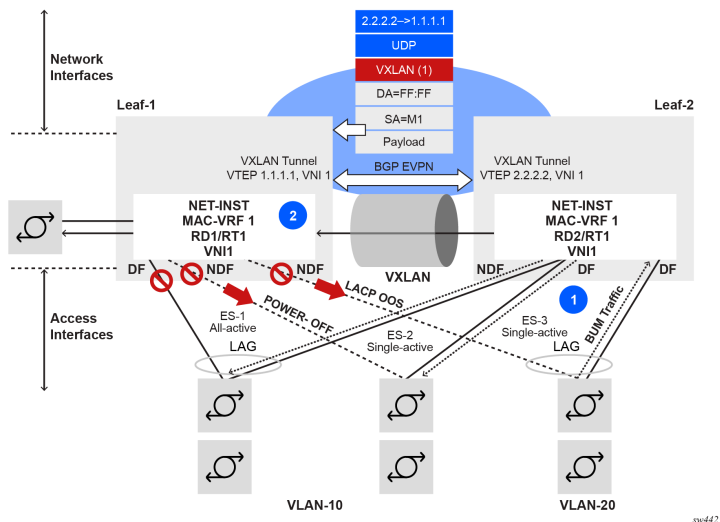 2.2.2.2–>1.1.1.1
UDP
VXLAN (1)
DA=FF:FF
SA=M1
Payload
Network
Interfaces
Leaf-1
Leaf-2
BGP EVPN
VXLAN Tunnel
VTEP 1.1.1.1, VNI 1
VXLAN Tunnel
VTEP 2.2.2.2, VNI 1
NET-INST
MAC-VRF 1
RD1/RT1
VNI1
2
NET-INST
MAC-VRF 1
RD2/RT1
VNI1
VXLAN
DF
NDF
NDF
NDF
DF
DF
Access
Interfaces
LACP OOS
POWER- OFF
1
BUM Traffic
ES-1
All-active
ES-2
Single-active
ES-3
Single-active
LAG
LAG
VLAN-10
VLAN-20
sw442